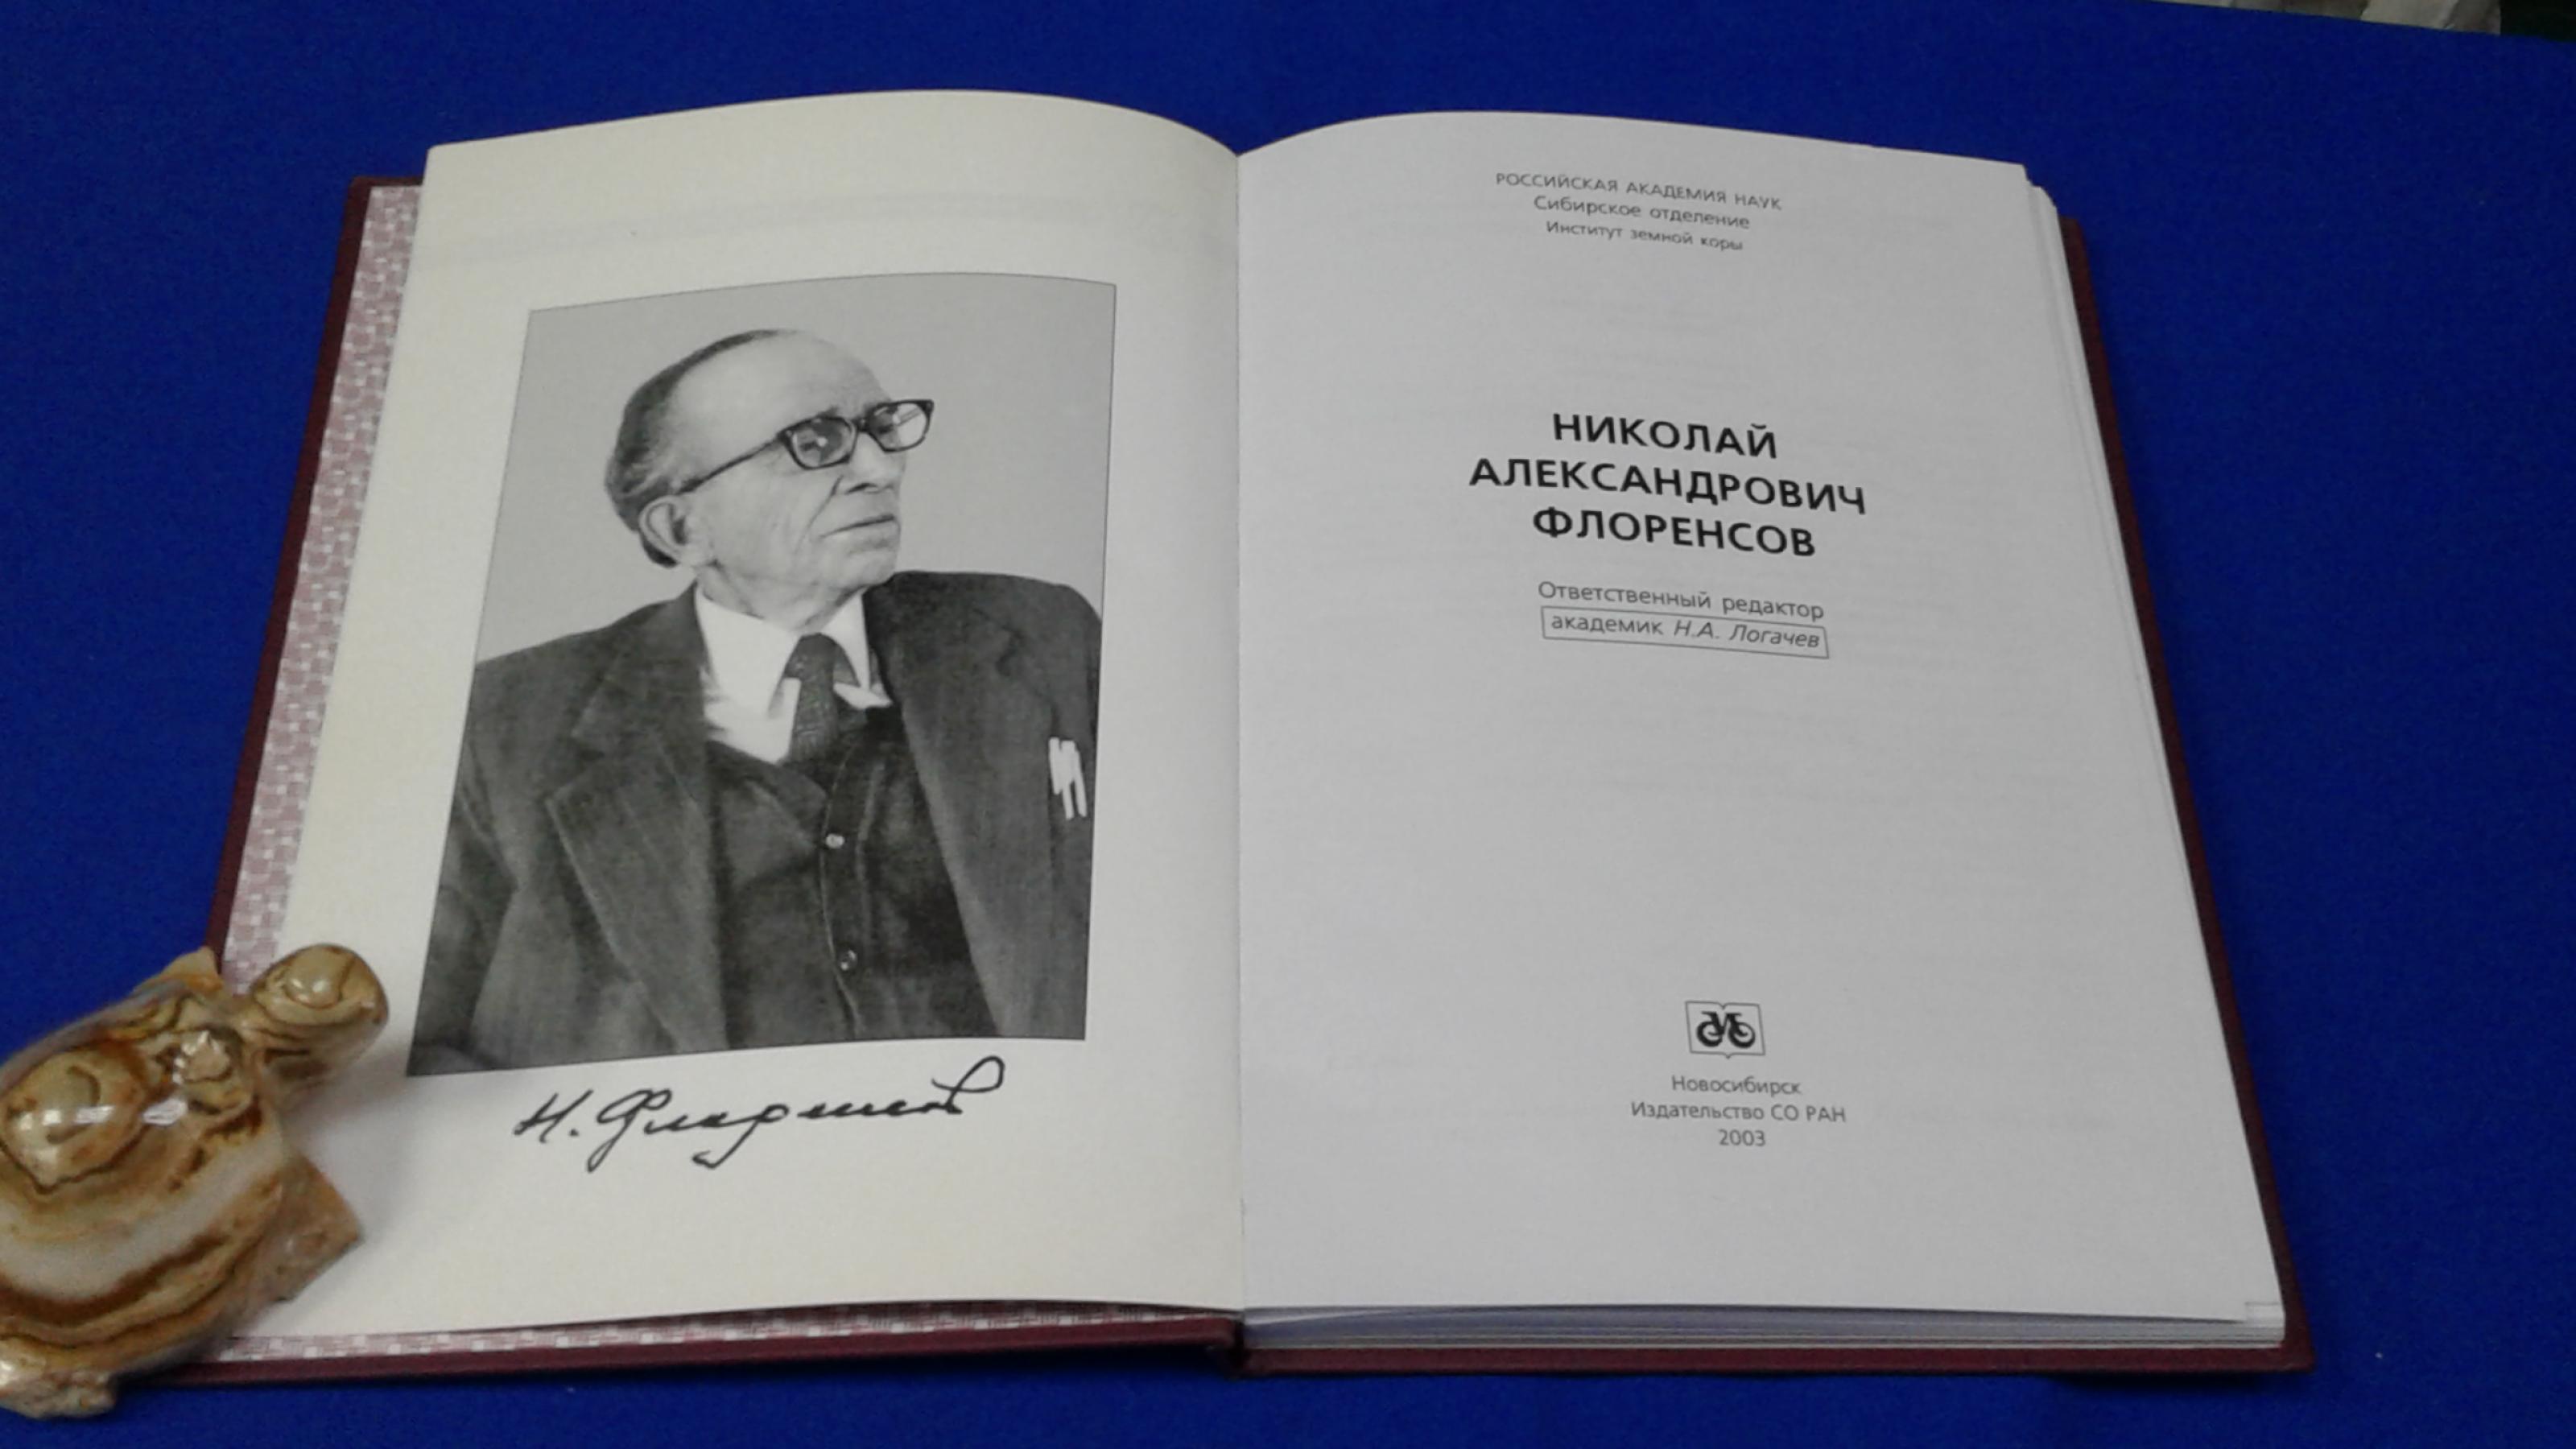 Н. Флоренсов
РОССИЙСКАЯ АКАДЕМИЯ НАУК
Сибирское отделение
Институт земной коры
НИКОЛАЙ
АЛЕКСАНДРОВИЧ
ФЛОРЕНСОВ
Ответственный редактор
академик Н.А. Логачев
Новосибирск
Издательство СО РАН
2003